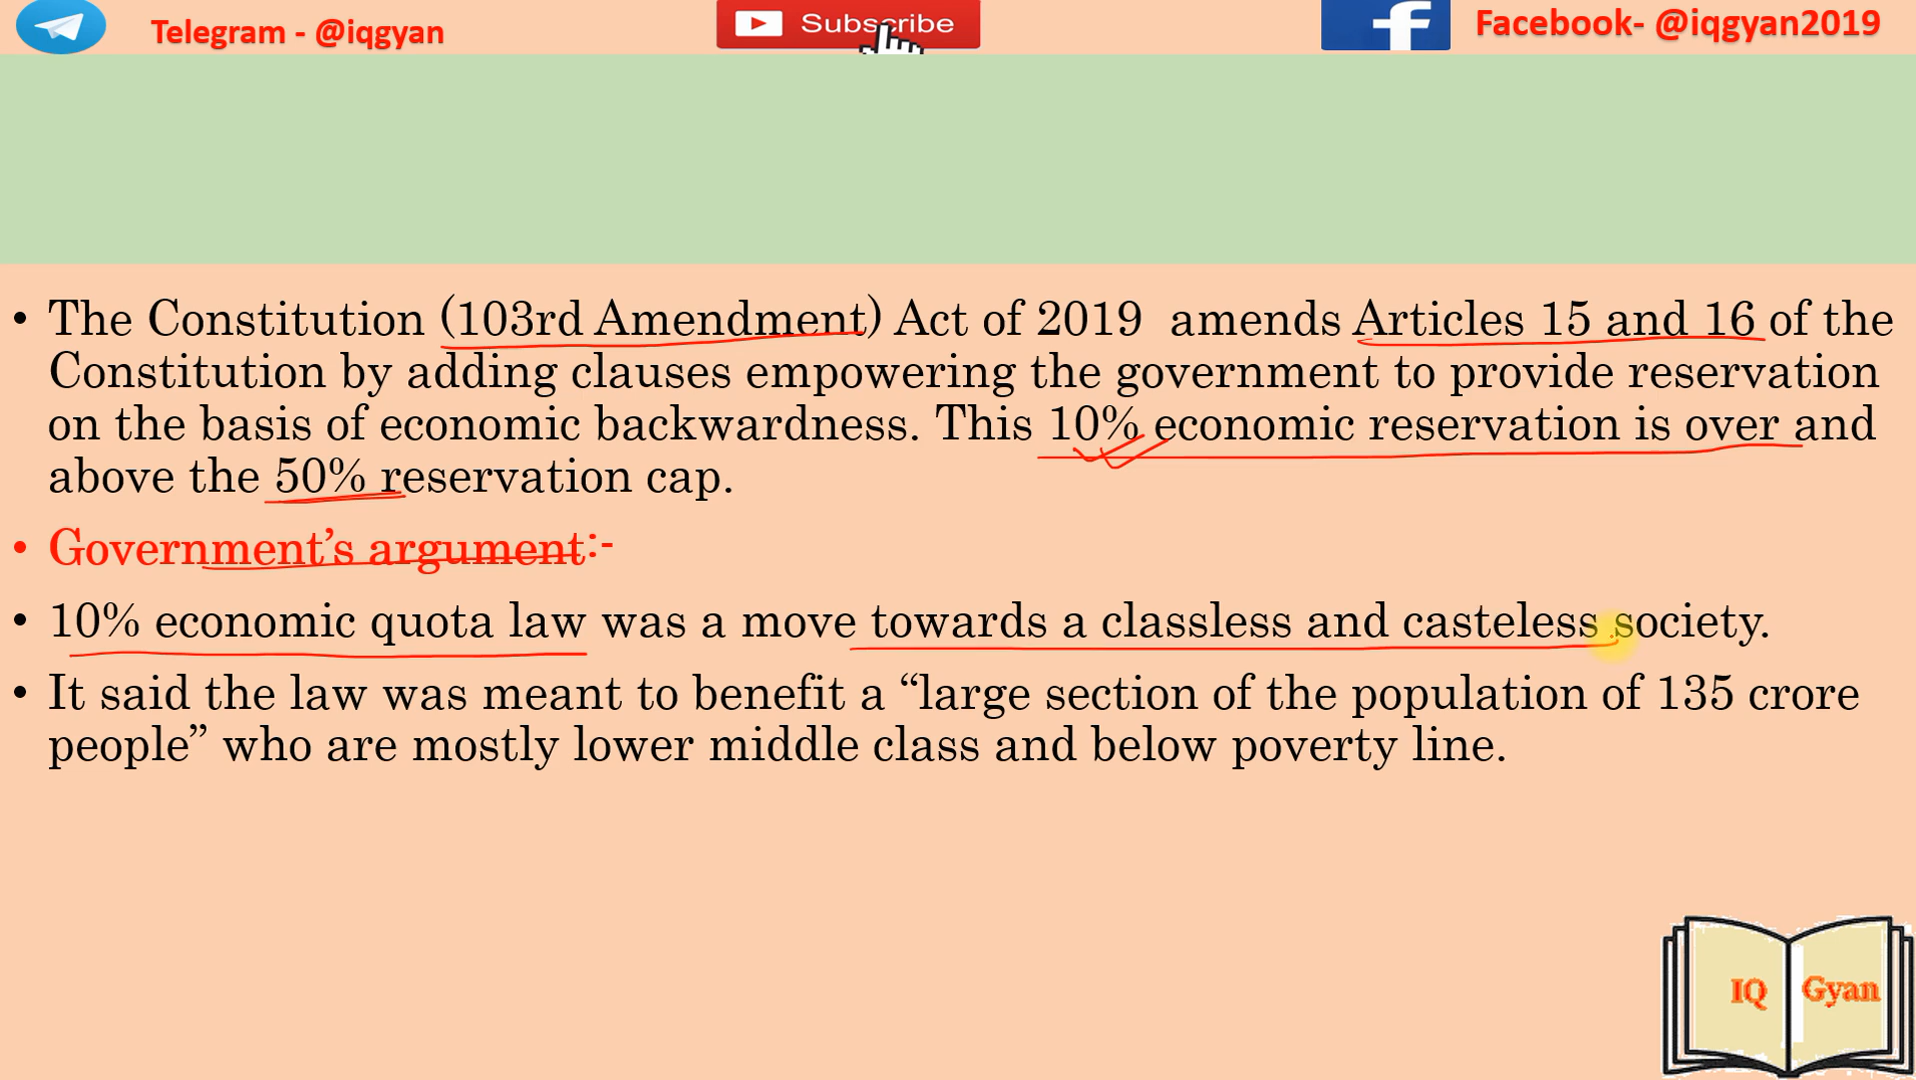 Telegram - @iqgyan
Subscribe
Facebook- @iqgyan2019
• The Constitution (103rd Amendment) Act of 2019 amends Articles 15 and 16 of the
Constitution by adding clauses empowering the government to provide reservation
on the basis of economic backwardness. This 10% economic reservation is over and
above the 50% reservation cap.
• Government’s argument:-
• 10% economic quota law was a move towards a classless and casteless society.
• It said the law was meant to benefit a “large section of the population of 135 crore
people” who are mostly lower middle class and below poverty line.
IQ Gyan